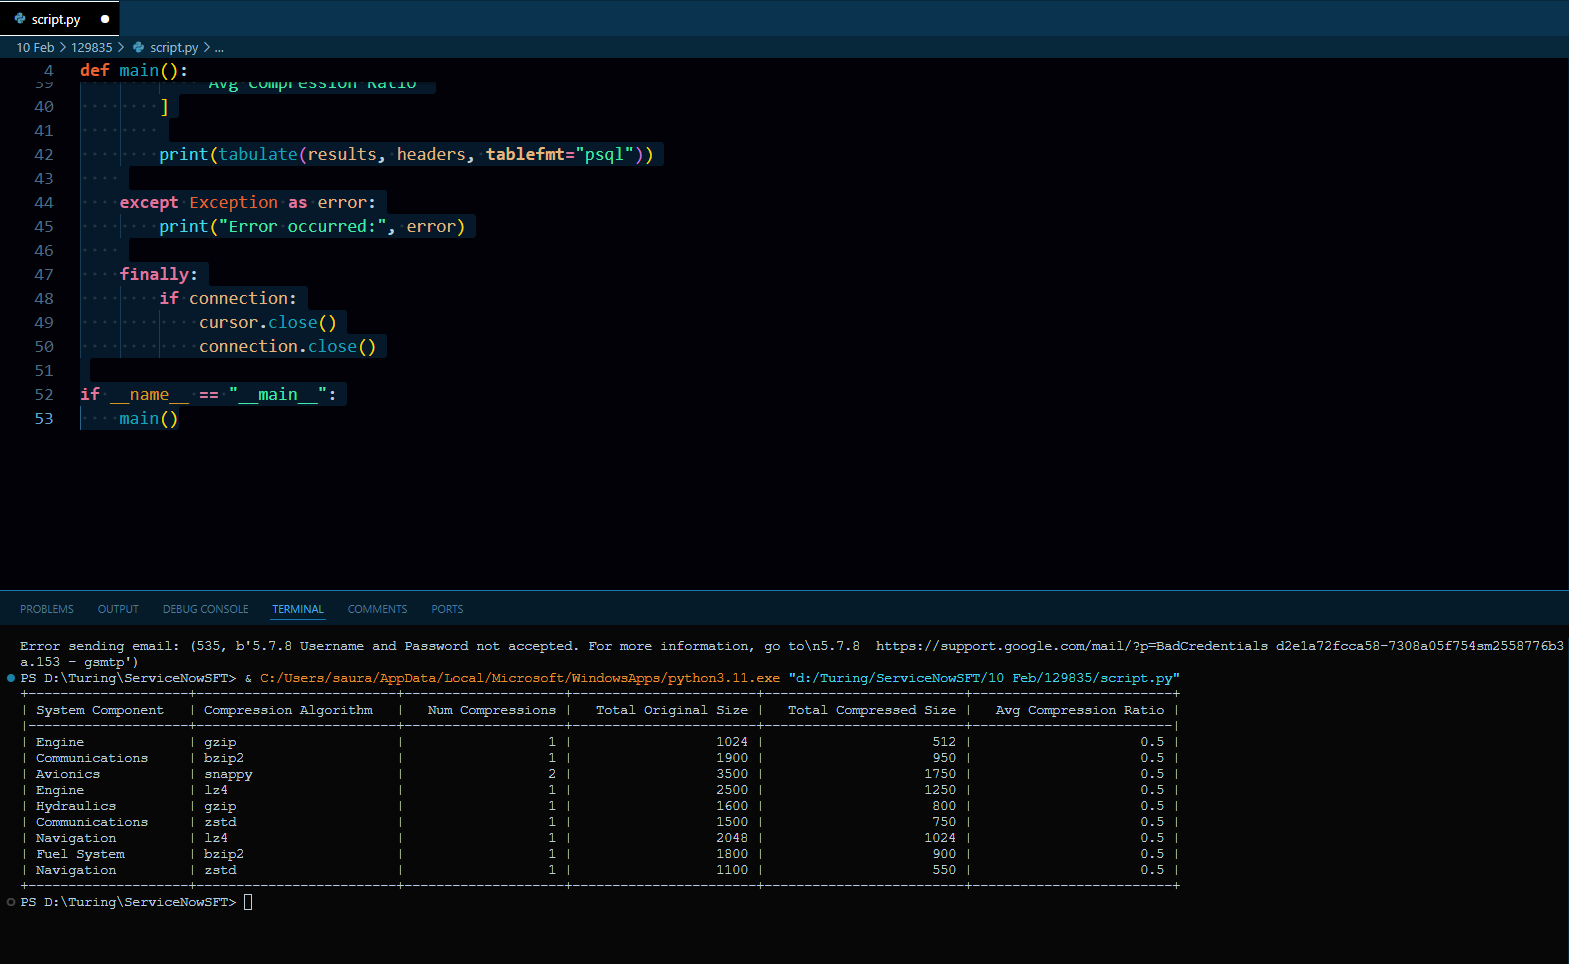 script.py
10 Feb > 129835 > script.py > ...
4 def main():
39 "Avg Compression Ratio"
40 ]
41
42 print(tabulate(results, headers, tablefmt="psql"))
43
44 except Exception as error:
45 print("Error occurred:", error)
46
47 finally:
48 if connection:
49 cursor.close()
50 connection.close()
51
52 if __name__ == "__main__":
53 main()
PROBLEMS OUTPUT DEBUG CONSOLE TERMINAL COMMENTS PORTS
Error sending email: (535, b'5.7.8 Username and Password not accepted. For more information, go to\n5.7.8  https://support.google.com/mail/?p=BadCredentials d2e1a72fcca58-7308a05f754sm2558776b3
a.153 - gsmtp')
PS D:\Turing\ServiceNowSFT> & C:/Users/saura/AppData/Local/Microsoft/WindowsApps/python3.11.exe "d:/Turing/ServiceNowSFT/10 Feb/129835/script.py"
| System Component | Compression Algorithm | Num Compressions | Total Original Size | Total Compressed Size | Avg Compression Ratio |
| Engine | gzip | 1 | 1024 | 512 | 0.5 |
| Communications | bzip2 | 1 | 1900 | 950 | 0.5 |
| Avionics | snappy | 2 | 3500 | 1750 | 0.5 |
| Engine | lz4 | 1 | 2500 | 1250 | 0.5 |
| Hydraulics | gzip | 1 | 1600 | 800 | 0.5 |
| Communications | zstd | 1 | 1500 | 750 | 0.5 |
| Navigation | lz4 | 1 | 2048 | 1024 | 0.5 |
| Fuel System | bzip2 | 1 | 1800 | 900 | 0.5 |
| Navigation | zstd | 1 | 1100 | 550 | 0.5 |
PS D:\Turing\ServiceNowSFT>